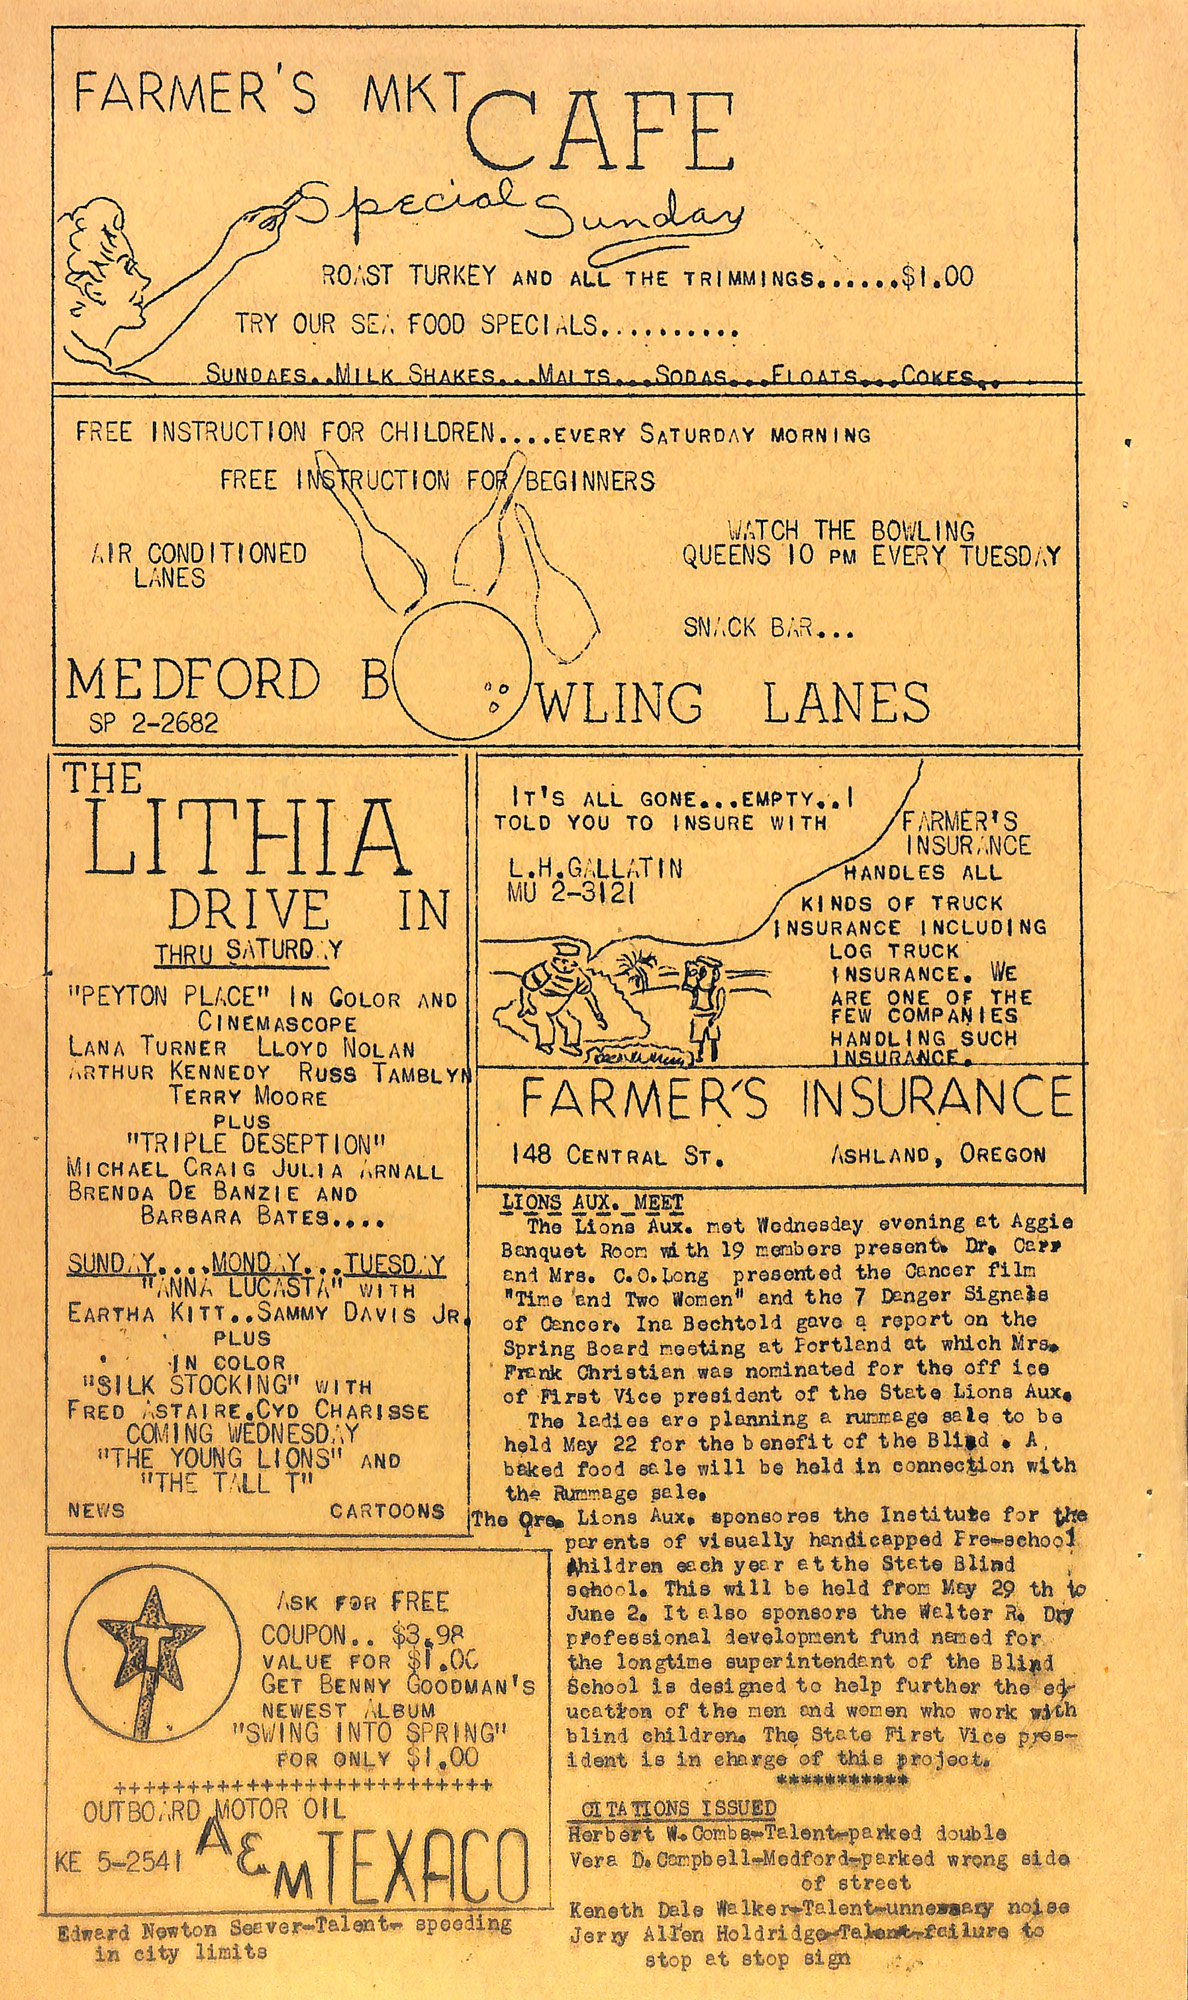 FARMER'S MKT CAFE
Special Sunday
ROAST TURKEY AND ALL THE TRIMMINGS......$1.00
TRY OUR SEA FOOD SPECIALS..........
SUNDAES..MILK SHAKES...MALTS...SODAS...FLOATS...COKES..
FREE INSTRUCTION FOR CHILDREN....EVERY SATURDAY MORNING
FREE INSTRUCTION FOR BEGINNERS
AIR CONDITIONED
LANES
WATCH THE BOWLING
QUEENS 10 PM EVERY TUESDAY
SNACK BAR...
MEDFORD BOWLING LANES
SP 2-2682
THE
LITHIA
DRIVE IN
THRU SATURDAY
"PEYTON PLACE" IN COLOR AND
CINEMASCOPE
LANA TURNER LLOYD NOLAN
ARTHUR KENNEDY RUSS TAMBLYN
TERRY MOORE
PLUS
"TRIPLE DESEPTION"
MICHAEL CRAIG JULIA ARNALL
BRENDA DE BANZIE AND
BARBARA BATES....
SUNDAY....MONDAY...TUESDAY
"ANNA LUCASTA" WITH
EARTHA KITT..SAMMY DAVIS JR.
PLUS
IN COLOR
"SILK STOCKING" WITH
FRED ASTAIRE.CYD CHARISSE
COMING WEDNESDAY
"THE YOUNG LIONS" AND
"THE TALL T"
NEWS CARTOONS
IT'S ALL GONE...EMPTY..I
TOLD YOU TO INSURE WITH
L.H.GALLATIN
MU 2-3121
FARMER'S
INSURANCE
HANDLES ALL
KINDS OF TRUCK
INSURANCE INCLUDING
LOG TRUCK
INSURANCE. WE
ARE ONE OF THE
FEW COMPANIES
HANDLING SUCH
INSURANCE.
FARMER'S INSURANCE
148 CENTRAL ST. ASHLAND, OREGON
LIONS AUX. MEET
The Lions Aux. met Wednesday evening at Aggie
Banquet Room with 19 members present. Dr. Carr
and Mrs. C.O.Long presented the Cancer film
"Time and Two Women" and the 7 Danger Signals
of Cancer. Ina Bechtold gave a report on the
Spring Board meeting at Portland at which Mrs.
Frank Christian was nominated for the off ice
of First Vice president of the State Lions Aux.
The ladies are planning a rummage sale to be
held May 22 for the benefit of the Blind . A
baked food sale will be held in connection with
the Rummage sale.
The Ore. Lions Aux. sponsores the Institute for the
parents of visually handicapped Pre-school
children each year at the State Blind
school. This will be held from May 29 th to
June 2. It also sponsors the Walter R. Dry
professional development fund named for
the longtime superintendant of the Blind
School is designed to help further the ed-
ucation of the men and women who work with
blind children. The State First Vice pres-
ident is in charge of this project.
***********
CITATIONS ISSUED
Herbert W.Combs-Talent-parked double
Vera D.Campbell-Medford-parked wrong side
of street
Keneth Dale Walker-Talent-unnessary noise
Jerry Allen Holdridge-Talent-failure to
stop at stop sign
T
ASK FOR FREE
COUPON.. $3.98
VALUE FOR $1.00
GET BENNY GOODMAN'S
NEWEST ALBUM
"SWING INTO SPRING"
FOR ONLY $1.00
++++++++++++++++++++++++++
OUTBOARD MOTOR OIL
KE 5-2541 A&M TEXACO
Edward Newton Seaver-Talent- speeding
in city limits